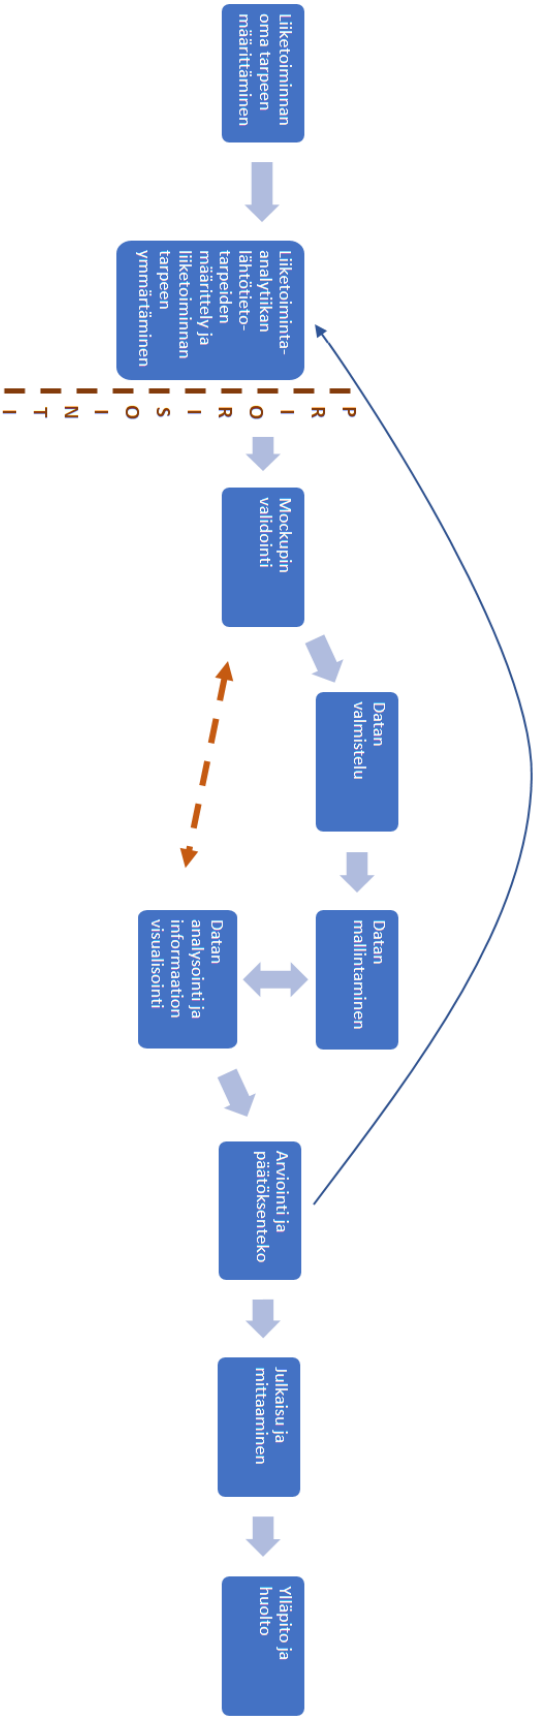 Liiketoiminnan
oma tarpeen
määrittäminen
Liiketoiminta-
analytiikan
lähtötieto-
tarpeiden
määrittely ja
liiketoiminnan
tarpeen
ymmärtäminen
PRIORISOINTI
Mockupin
validointi
Datan
valmistelu
Datan
mallintaminen
Datan
analysointi ja
informaation
visualisointi
Arviointi ja
päätöksenteko
Julkaisu ja
mittaaminen
Ylläpito ja
huolto